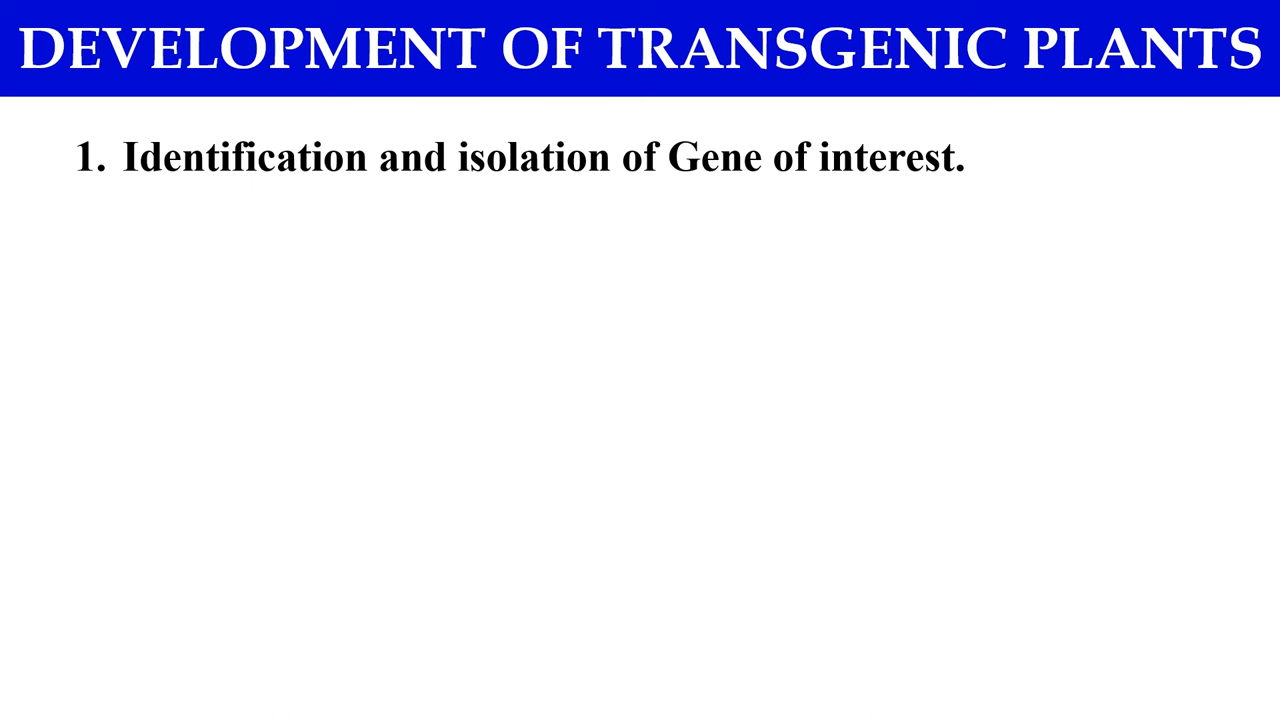 DEVELOPMENT OF TRANSGENIC PLANTS
1. Identification and isolation of Gene of interest.